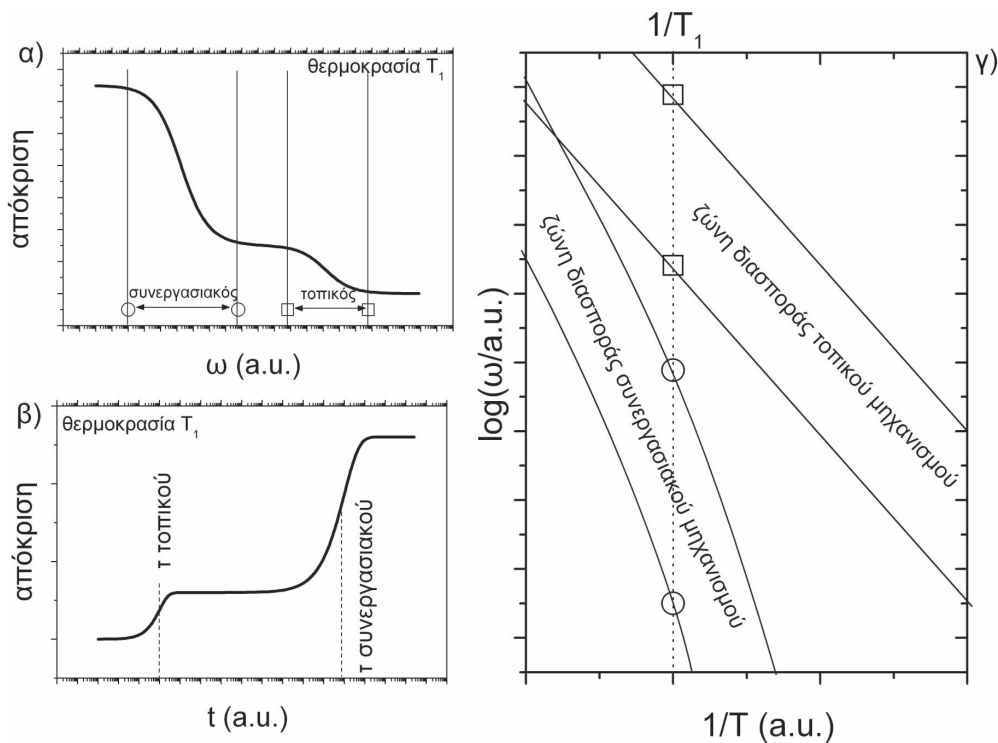 α)
θερμοκρασία T₁
απόκριση
συνεργασιακός
τοπικός
ω (a.u.)
β)
θερμοκρασία T₁
απόκριση
τ τοπικού
τ συνεργασιακού
t (a.u.)
1/T₁
γ)
log(ω/a.u.)
ζώνη διασποράς τοπικού μηχανισμού
ζώνη διασποράς συνεργασιακού μηχανισμού
1/T (a.u.)